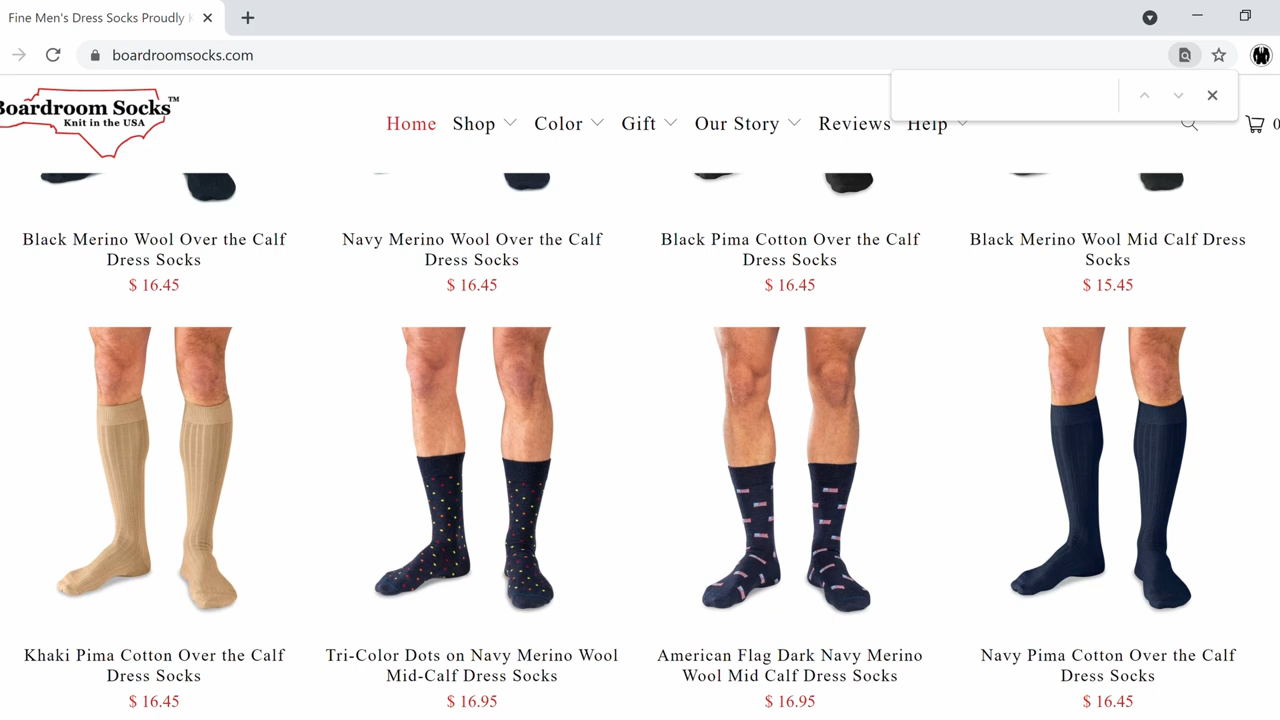 Fine Men's Dress Socks Proudly
boardroomsocks.com
Boardroom Socks™
Knit in the USA
Home Shop Color Gift Our Story Reviews Help
0
Black Merino Wool Over the Calf
Dress Socks
$ 16.45
Navy Merino Wool Over the Calf
Dress Socks
$ 16.45
Black Pima Cotton Over the Calf
Dress Socks
$ 16.45
Black Merino Wool Mid Calf Dress
Socks
$ 15.45
Khaki Pima Cotton Over the Calf
Dress Socks
$ 16.45
Tri-Color Dots on Navy Merino Wool
Mid-Calf Dress Socks
$ 16.95
American Flag Dark Navy Merino
Wool Mid Calf Dress Socks
$ 16.95
Navy Pima Cotton Over the Calf
Dress Socks
$ 16.45